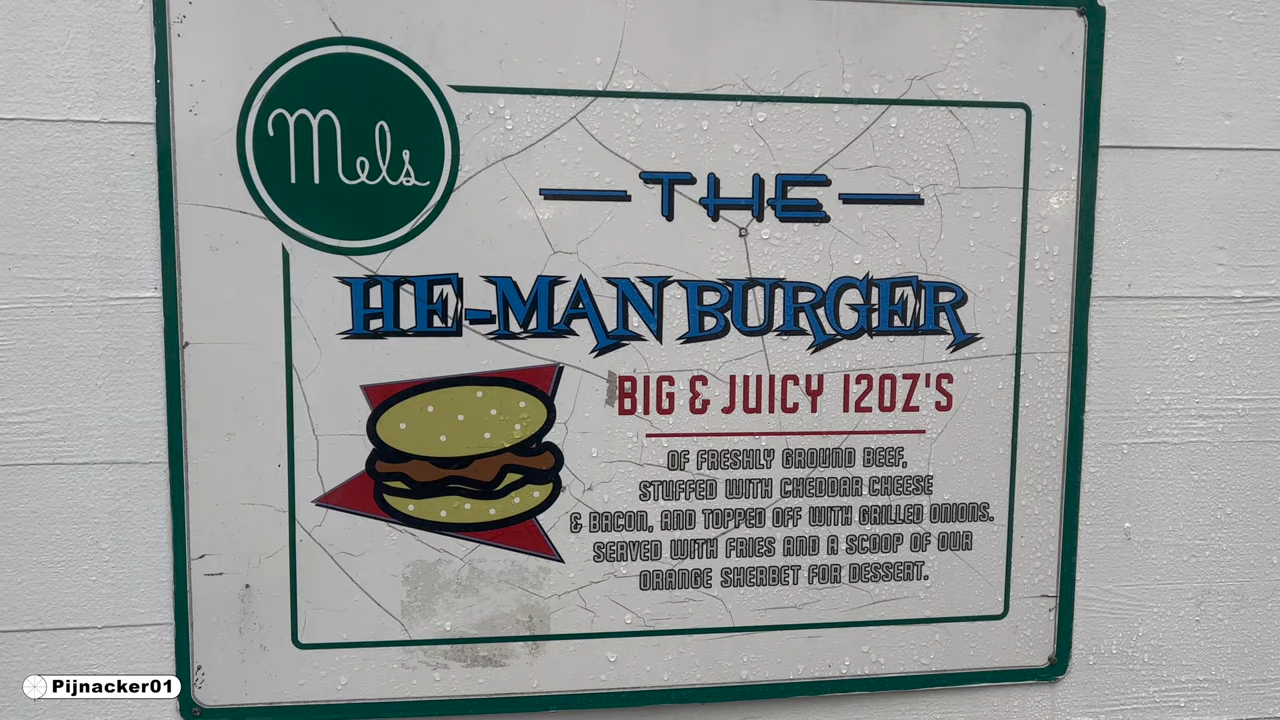 Mels
THE
HE-MAN BURGER
BIG & JUICY 12OZ'S
OF FRESHLY GROUND BEEF,
STUFFED WITH CHEDDAR CHEESE
& BACON, AND TOPPED OFF WITH GRILLED ONIONS.
SERVED WITH FRIES AND A SCOOP OF OUR
ORANGE SHERBET FOR DESSERT.
Pijnacker01